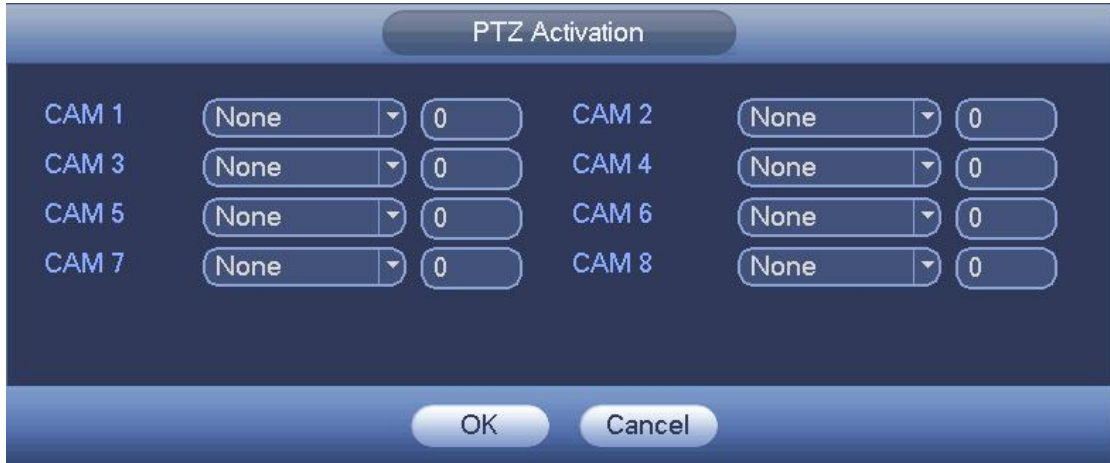 PTZ Activation
CAM 1 None 0 CAM 2 None 0
CAM 3 None 0 CAM 4 None 0
CAM 5 None 0 CAM 6 None 0
CAM 7 None 0 CAM 8 None 0
OK Cancel